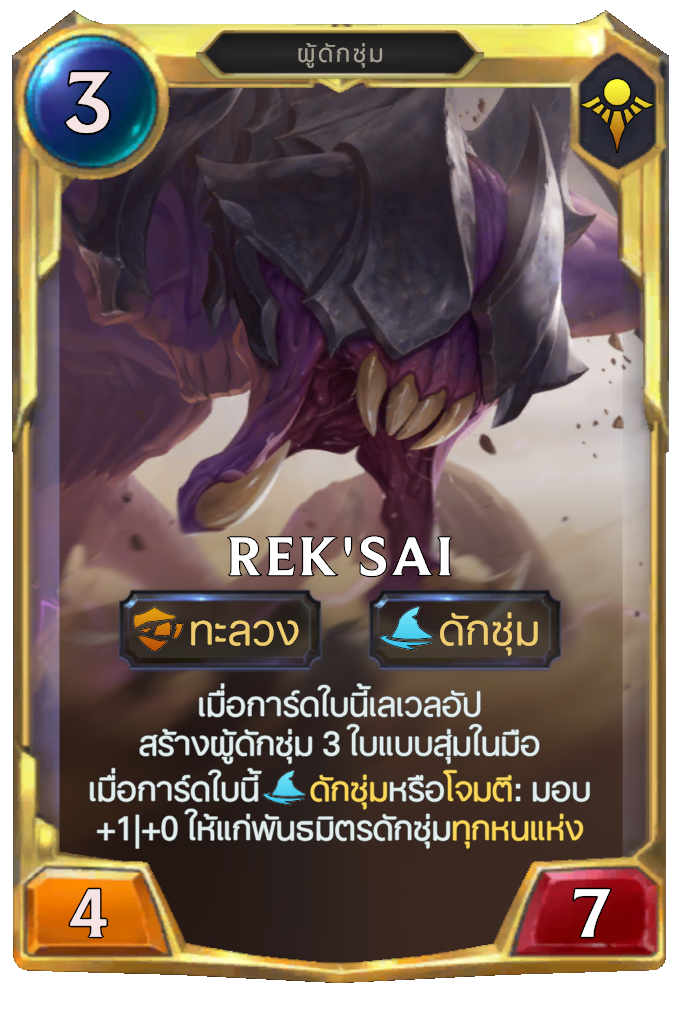 ผู้ดักซุ่ม
3
REK'SAI
ทะลวง
ดักซุ่ม
เมื่อการ์ดใบนี้เลเวลอัป
สร้างผู้ดักซุ่ม 3 ใบแบบสุ่มในมือ
เมื่อการ์ดใบนี้ ดักซุ่มหรือโจมตี: มอบ
+1|+0 ให้แก่พันธมิตรดักซุ่มทุกหนแห่ง
4
7